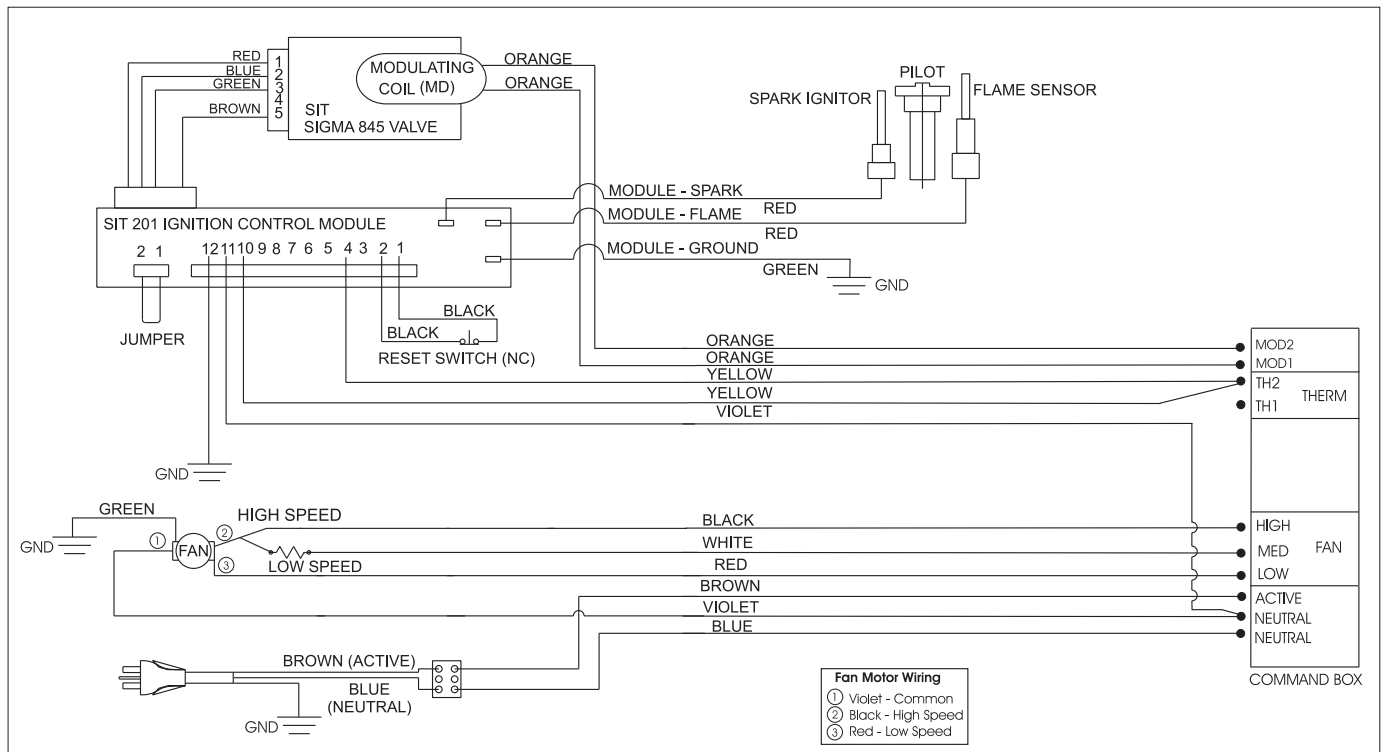 RED
BLUE
GREEN
BROWN
1
2
3
4
5
MODULATING
COIL (MD)
SIT
SIGMA 845 VALVE
ORANGE
ORANGE
PILOT
SPARK IGNITOR
FLAME SENSOR
MODULE - SPARK
RED
MODULE - FLAME
RED
MODULE - GROUND
GREEN
GND
SIT 201 IGNITION CONTROL MODULE
2 1
12 11 10 9 8 7 6 5 4 3 2 1
JUMPER
BLACK
BLACK
RESET SWITCH (NC)
ORANGE
ORANGE
YELLOW
YELLOW
VIOLET
MOD2
MOD1
TH2
THERM
TH1
GND
GREEN
GND
1
FAN
2
3
HIGH SPEED
LOW SPEED
BLACK
WHITE
RED
BROWN
VIOLET
BLUE
HIGH
MED
FAN
LOW
ACTIVE
NEUTRAL
NEUTRAL
COMMAND BOX
BROWN (ACTIVE)
BLUE
(NEUTRAL)
GND
Fan Motor Wiring
1 Violet - Common
2 Black - High Speed
3 Red - Low Speed